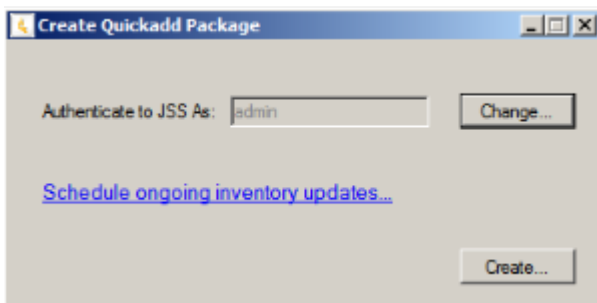 Create Quickadd Package
Authenticate to JSS As: admin Change...
Schedule ongoing inventory updates...
Create...